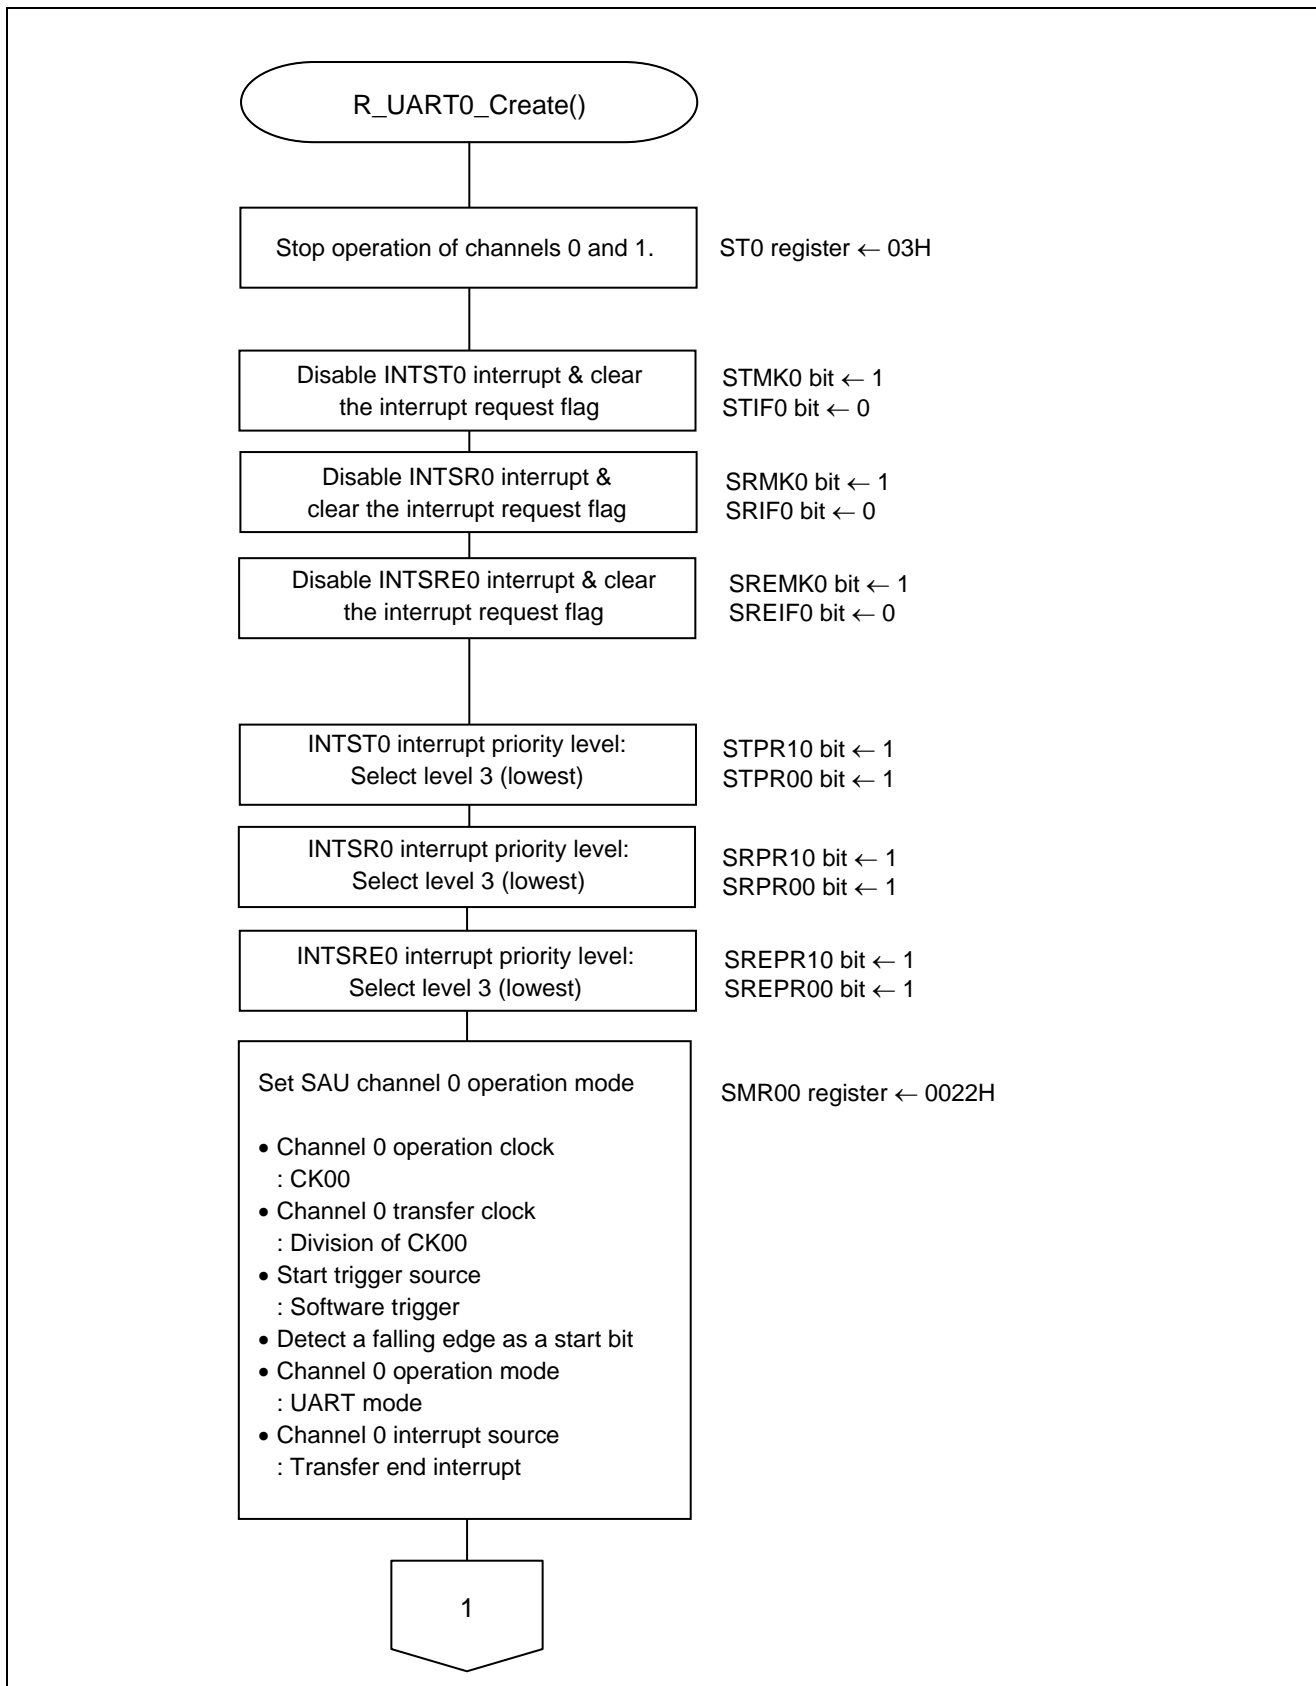 R_UART0_Create()
Stop operation of channels 0 and 1.
ST0 register ← 03H
Disable INTST0 interrupt & clear
the interrupt request flag
STMK0 bit ← 1
STIF0 bit ← 0
Disable INTSR0 interrupt &
clear the interrupt request flag
SRMK0 bit ← 1
SRIF0 bit ← 0
Disable INTSRE0 interrupt & clear
the interrupt request flag
SREMK0 bit ← 1
SREIF0 bit ← 0
INTST0 interrupt priority level:
Select level 3 (lowest)
STPR10 bit ← 1
STPR00 bit ← 1
INTSR0 interrupt priority level:
Select level 3 (lowest)
SRPR10 bit ← 1
SRPR00 bit ← 1
INTSRE0 interrupt priority level:
Select level 3 (lowest)
SREPR10 bit ← 1
SREPR00 bit ← 1
Set SAU channel 0 operation mode
SMR00 register ← 0022H
• Channel 0 operation clock
: CK00
• Channel 0 transfer clock
: Division of CK00
• Start trigger source
: Software trigger
• Detect a falling edge as a start bit
• Channel 0 operation mode
: UART mode
• Channel 0 interrupt source
: Transfer end interrupt
1